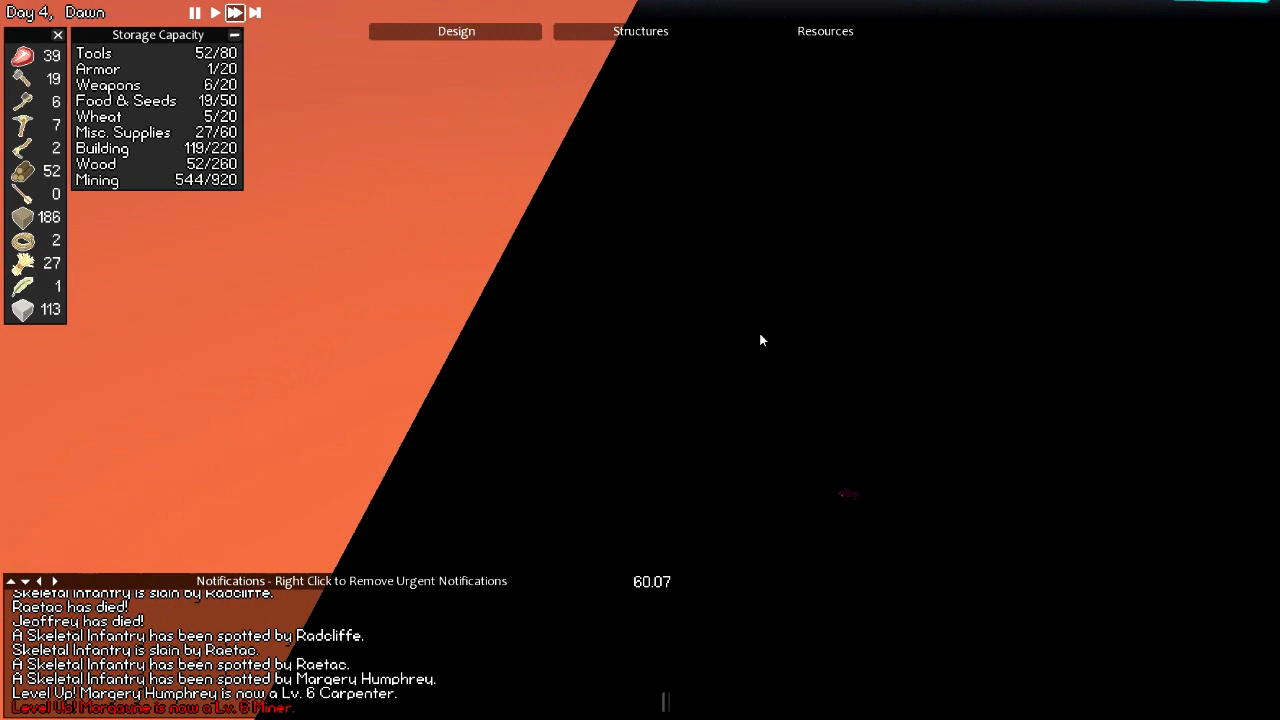 Day 4, Dawn
Design
Structures
Resources
39
19
6
7
2
52
0
186
2
27
1
113
Storage Capacity
Tools 52/80
Armor 1/20
Weapons 6/20
Food & Seeds 19/50
Wheat 5/20
Misc. Supplies 27/60
Building 119/220
Wood 52/260
Mining 544/920
Notifications - Right Click to Remove Urgent Notifications
60.07
Skeletal Infantry is slain by Radcliffe.
Raetac has died!
Jeoffrey has died!
A Skeletal Infantry has been spotted by Radcliffe.
Skeletal Infantry is slain by Raetac.
A Skeletal Infantry has been spotted by Raetac.
A Skeletal Infantry has been spotted by Margery Humphrey.
Level Up! Margery Humphrey is now a Lv. 6 Carpenter.
Level Up! is now a Lv. 6 Miner.